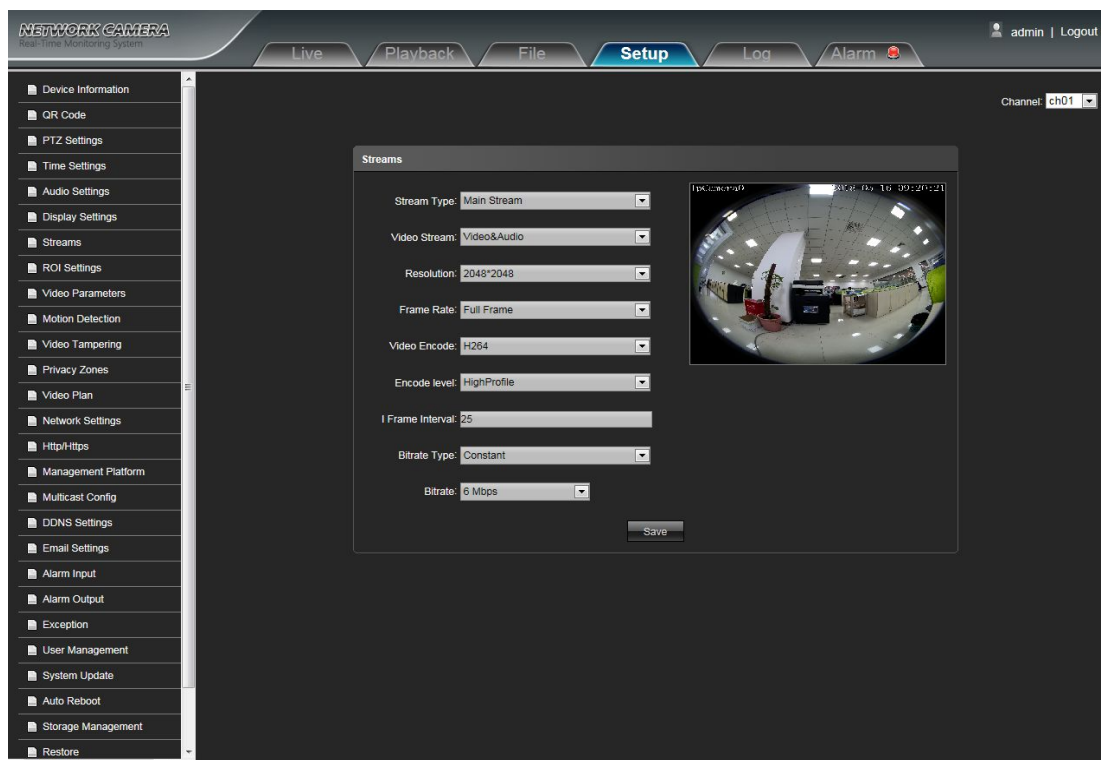 NETWORK CAMERA
Real-Time Monitoring System
admin | Logout
Live
Playback
File
Setup
Log
Alarm
Channel: ch01
Device Information
QR Code
PTZ Settings
Time Settings
Audio Settings
Display Settings
Streams
ROI Settings
Video Parameters
Motion Detection
Video Tampering
Privacy Zones
Video Plan
Network Settings
Http/Https
Management Platform
Multicast Config
DDNS Settings
Email Settings
Alarm Input
Alarm Output
Exception
User Management
System Update
Auto Reboot
Storage Management
Restore
Streams
Stream Type: Main Stream
Video Stream: Video&Audio
Resolution: 2048*2048
Frame Rate: Full Frame
Video Encode: H264
Encode level: HighProfile
I Frame Interval: 25
Bitrate Type: Constant
Bitrate: 6 Mbps
Save
16 09:20:21